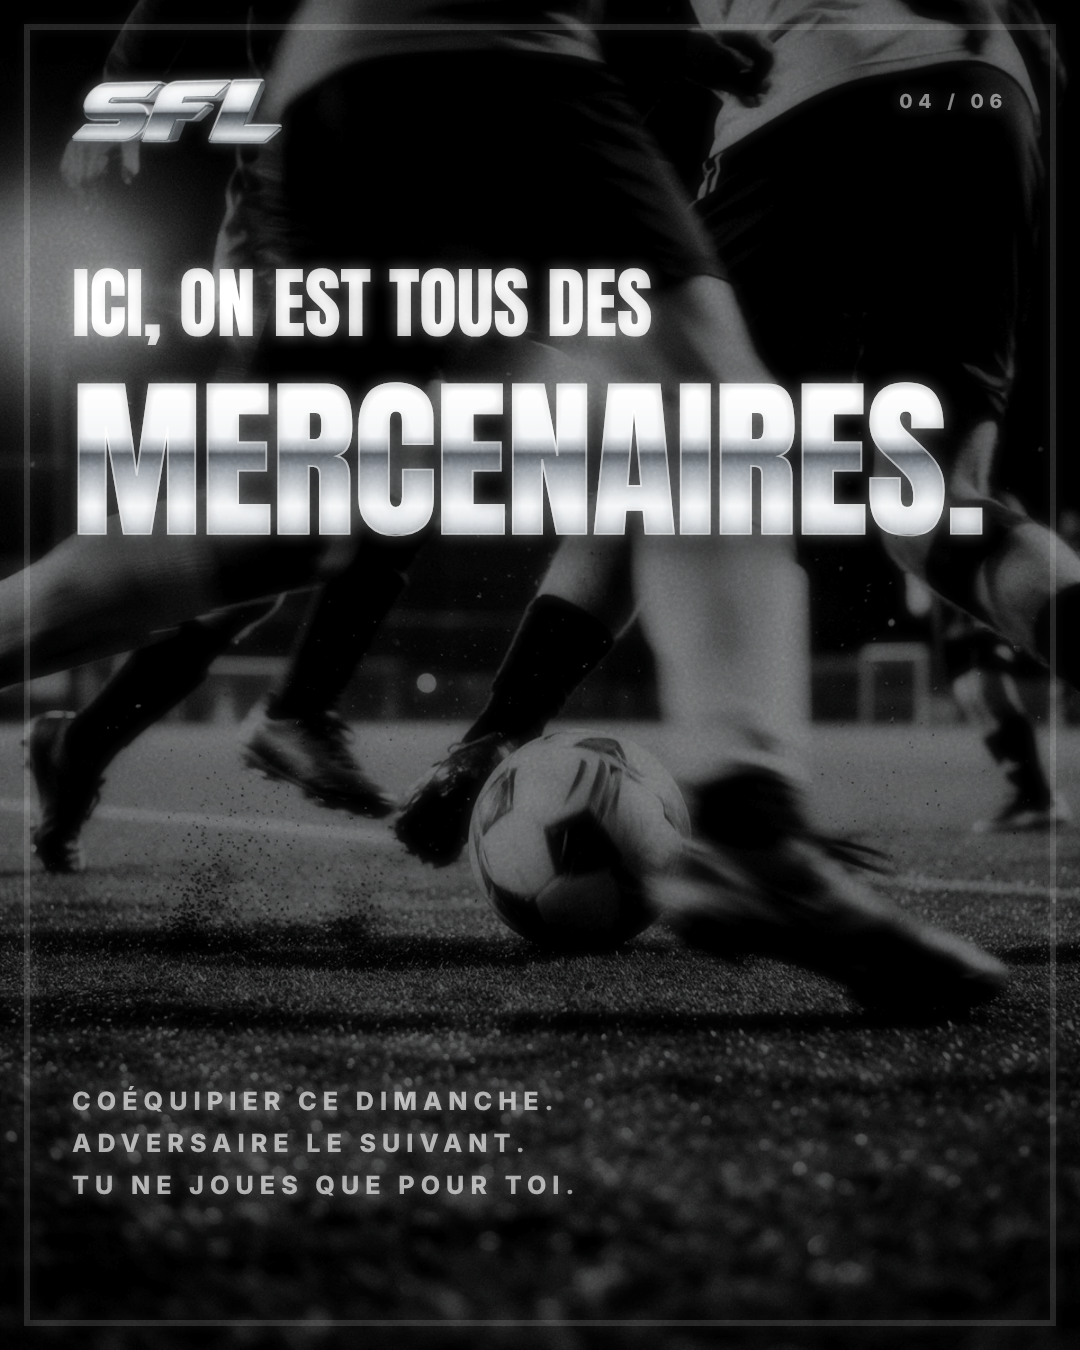 SFL
04 / 06
ICI, ON EST TOUS DES
MERCENAIRES.
COÉQUIPIER CE DIMANCHE.
ADVERSAIRE LE SUIVANT.
TU NE JOUES QUE POUR TOI.